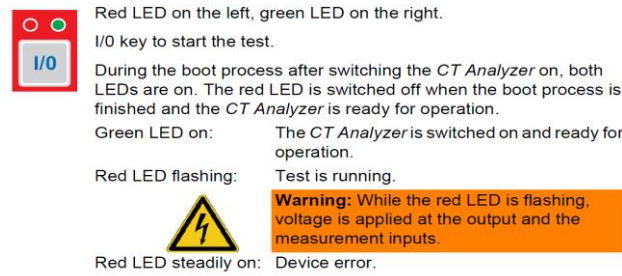 Red LED on the left, green LED on the right.
I/0
I/0 key to start the test.
During the boot process after switching the CT Analyzer on, both
LEDs are on. The red LED is switched off when the boot process is
finished and the CT Analyzer is ready for operation.
Green LED on: The CT Analyzer is switched on and ready for
operation.
Red LED flashing: Test is running.
Warning: While the red LED is flashing,
voltage is applied at the output and the
measurement inputs.
Red LED steadily on: Device error.